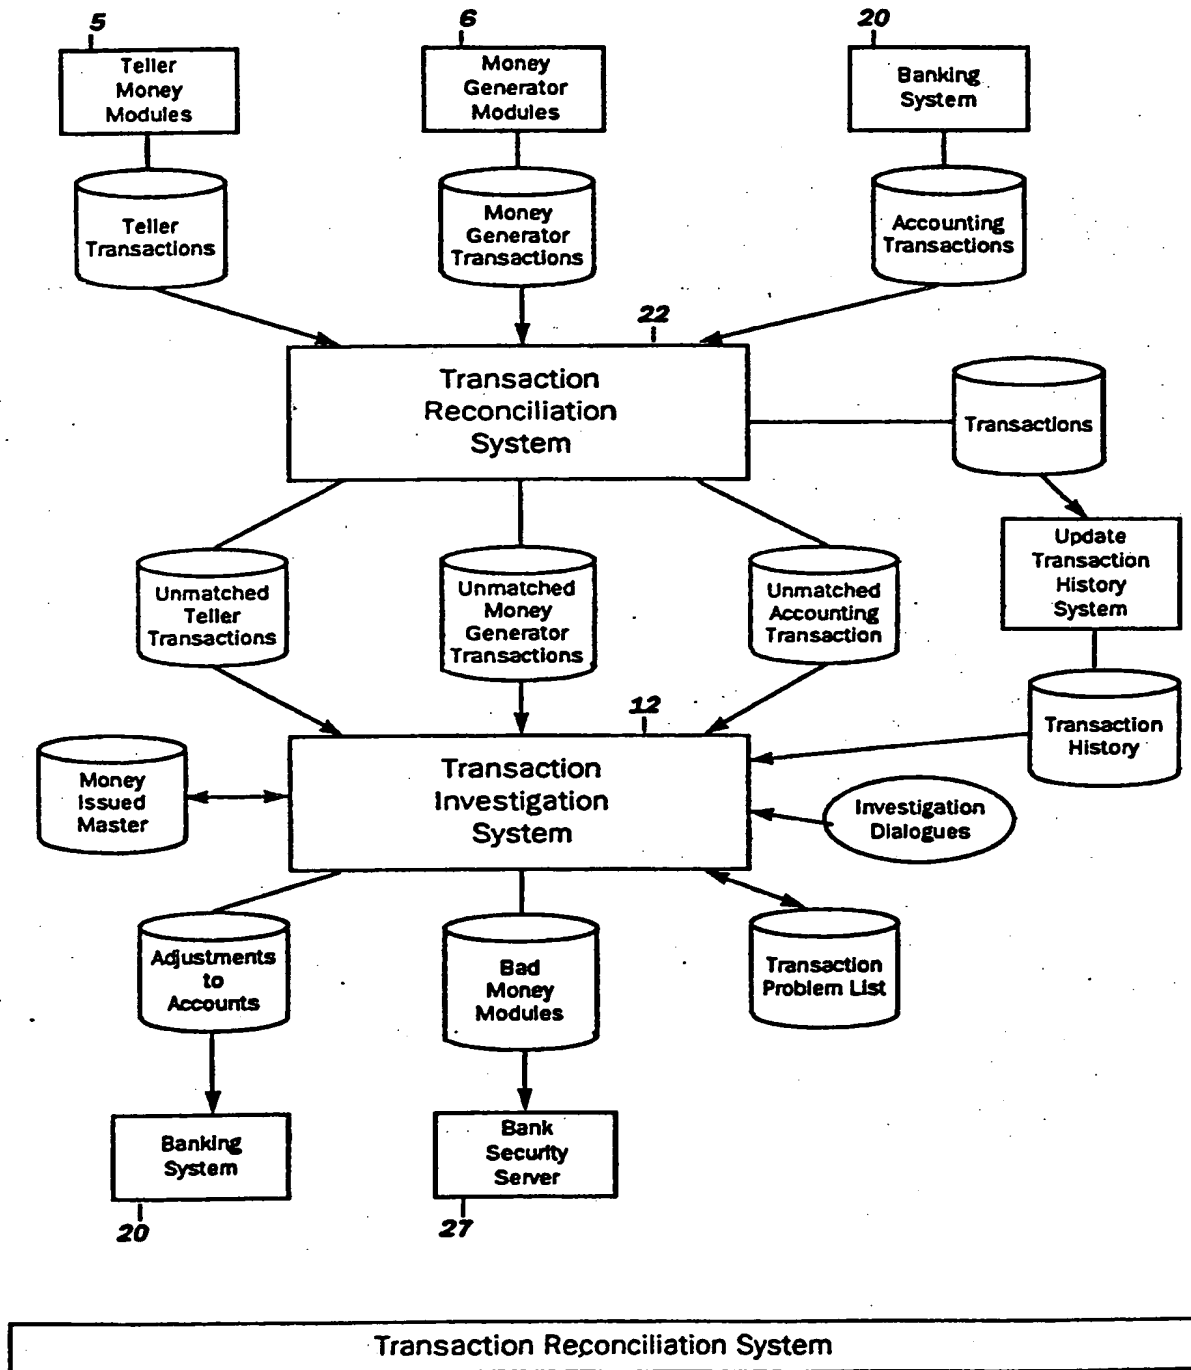 5
6
20
Teller
Money
Modules
Money
Generator
Modules
Banking
System
Teller
Transactions
Money
Generator
Transactions
Accounting
Transactions
22
Transaction
Reconciliation
System
Transactions
Update
Transaction
History
System
Unmatched
Teller
Transactions
Unmatched
Money
Generator
Transactions
Unmatched
Accounting
Transaction
Transaction
History
12
Money
Issued
Master
Transaction
Investigation
System
Investigation
Dialogues
Adjustments
to
Accounts
Bad
Money
Modules
Transaction
Problem List
Banking
System
Bank
Security
Server
20
27
Transaction Reconciliation System